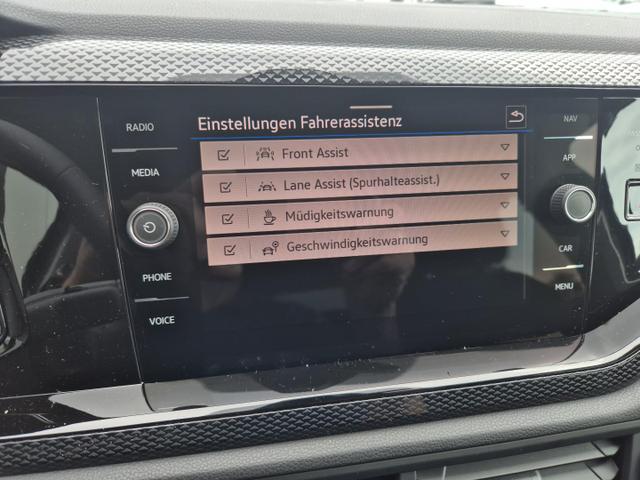 Einstellungen Fahrerassistenz
Front Assist
Lane Assist (Spurhalteassist.)
Müdigkeitswarnung
Geschwindigkeitswarnung
RADIO
MEDIA
PHONE
VOICE
NAV
APP
CAR
MENU